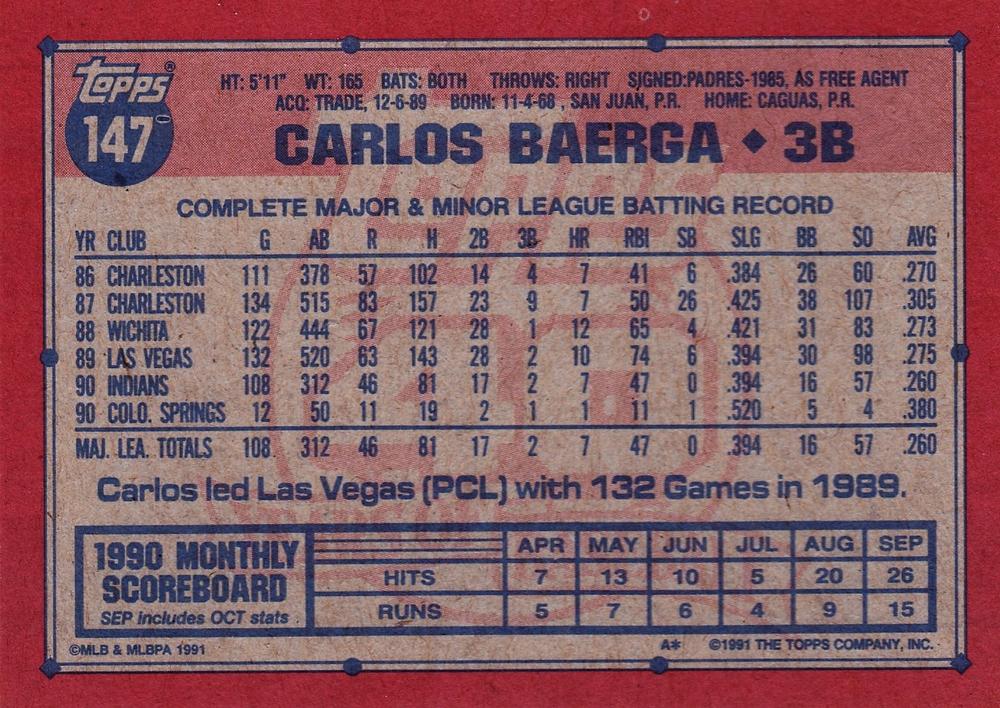 topps®
147
HT: 5'11" WT: 165 BATS: BOTH THROWS: RIGHT SIGNED:PADRES-1985, AS FREE AGENT
ACQ: TRADE, 12-6-89 BORN: 11-4-68 , SAN JUAN, P.R. HOME: CAGUAS, P.R.
CARLOS BAERGA ♦ 3B
COMPLETE MAJOR & MINOR LEAGUE BATTING RECORD
YR CLUB G AB R H 2B 3B HR RBI SB SLG BB SO AVG
86 CHARLESTON 111 378 57 102 14 4 7 41 6 .384 26 60 .270
87 CHARLESTON 134 515 83 157 23 9 7 50 26 .425 38 107 .305
88 WICHITA 122 444 67 121 28 1 12 65 4 .421 31 83 .273
89 LAS VEGAS 132 520 63 143 28 2 10 74 6 .394 30 98 .275
90 INDIANS 108 312 46 81 17 2 7 47 0 .394 16 57 .260
90 COLO. SPRINGS 12 50 11 19 2 1 1 11 1 .520 5 4 .380
MAJ. LEA. TOTALS 108 312 46 81 17 2 7 47 0 .394 16 57 .260
Carlos led Las Vegas (PCL) with 132 Games in 1989.
1990 MONTHLY
SCOREBOARD
SEP includes OCT stats
APR MAY JUN JUL AUG SEP
HITS 7 13 10 5 20 26
RUNS 5 7 6 4 9 15
©MLB & MLBPA 1991 A* ©1991 THE TOPPS COMPANY, INC.